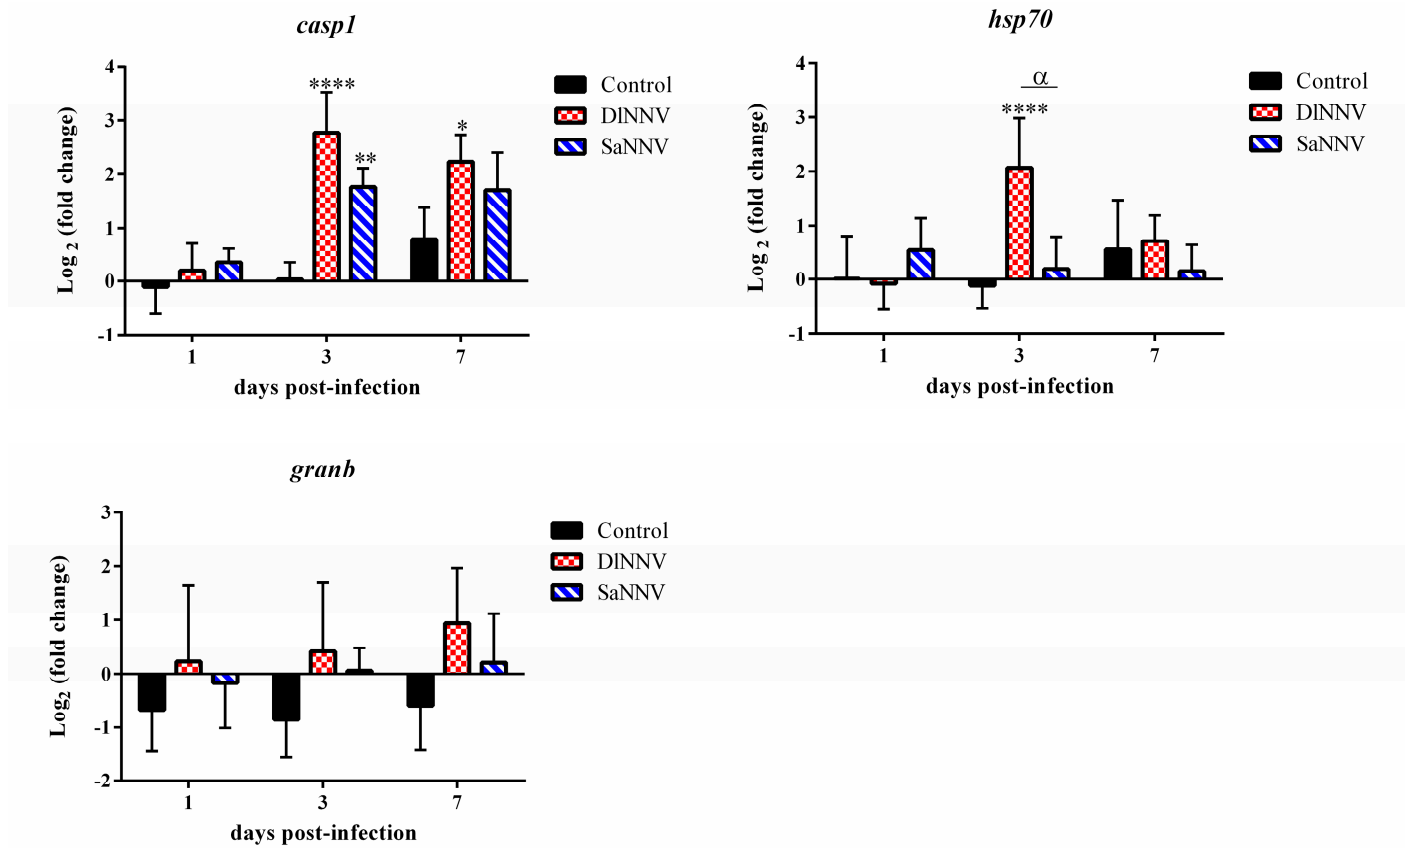 casp1
4
3
2
1
0
-1
Log 2 (fold change)
****
**
*
1 3 7
days post-infection
Control
DlNNV
SaNNV
hsp70
4
3
2
1
0
-1
Log 2 (fold change)
α
****
1 3 7
days post-infection
Control
DlNNV
SaNNV
granb
3
2
1
0
-1
-2
Log2 (fold change)
1 3 7
days post-infection
Control
DlNNV
SaNNV